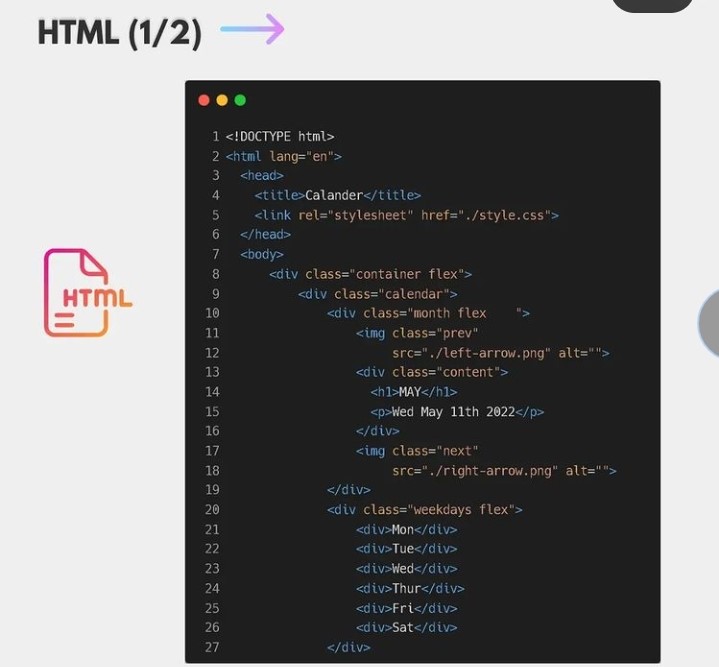 HTML (1/2)
HTML
1 <!DOCTYPE html>
2 <html lang="en">
3 <head>
4 <title>Calander</title>
5 <link rel="stylesheet" href="./style.css">
6 </head>
7 <body>
8 <div class="container flex">
9 <div class="calendar">
10 <div class="month flex    ">
11 <img class="prev"
12 src="./left-arrow.png" alt="">
13 <div class="content">
14 <h1>MAY</h1>
15 <p>Wed May 11th 2022</p>
16 </div>
17 <img class="next"
18 src="./right-arrow.png" alt="">
19 </div>
20 <div class="weekdays flex">
21 <div>Mon</div>
22 <div>Tue</div>
23 <div>Wed</div>
24 <div>Thur</div>
25 <div>Fri</div>
26 <div>Sat</div>
27 </div>